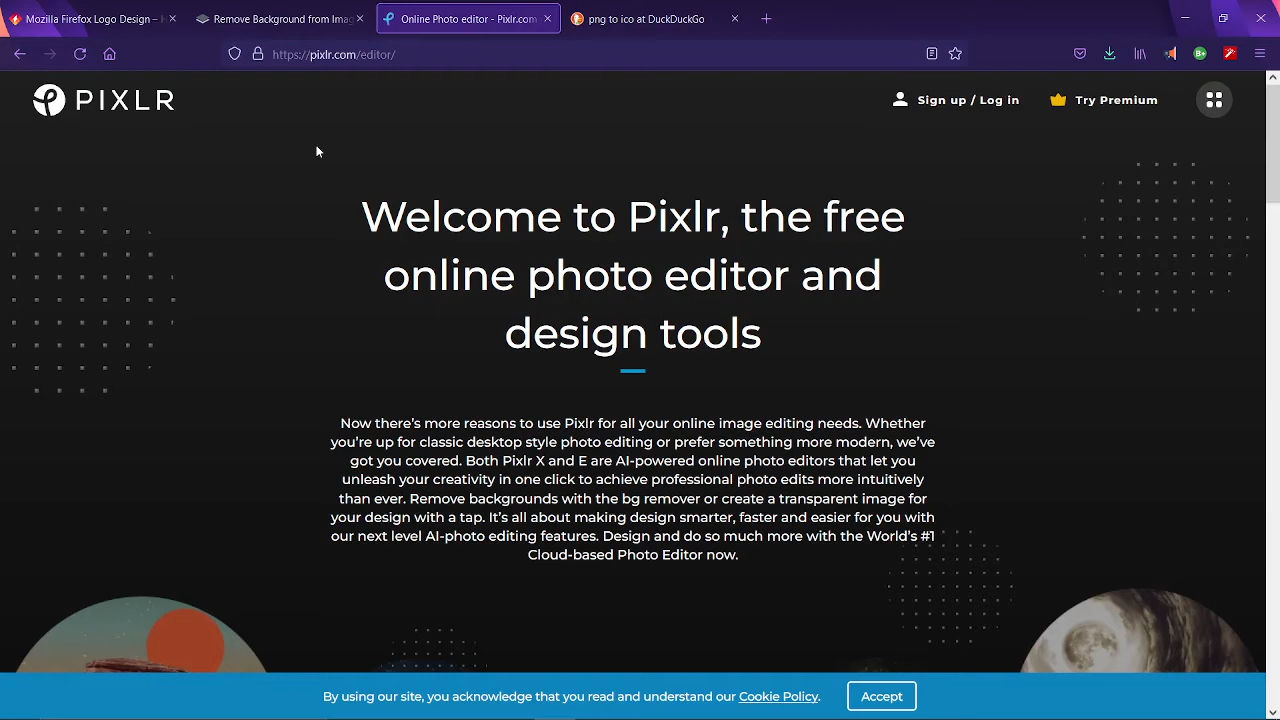 Mozilla Firefox Logo Design – H
Remove Background from Imag
Online Photo editor - Pixlr.com
png to ico at DuckDuckGo
https://pixlr.com/editor/
B+
PIXLR
Sign up / Log in
Try Premium
Welcome to Pixlr, the free
online photo editor and
design tools
Now there's more reasons to use Pixlr for all your online image editing needs. Whether
you're up for classic desktop style photo editing or prefer something more modern, we've
got you covered. Both Pixlr X and E are AI-powered online photo editors that let you
unleash your creativity in one click to achieve professional photo edits more intuitively
than ever. Remove backgrounds with the bg remover or create a transparent image for
your design with a tap. It's all about making design smarter, faster and easier for you with
our next level AI-photo editing features. Design and do so much more with the World's #1
Cloud-based Photo Editor now.
By using our site, you acknowledge that you read and understand our Cookie Policy.
Accept